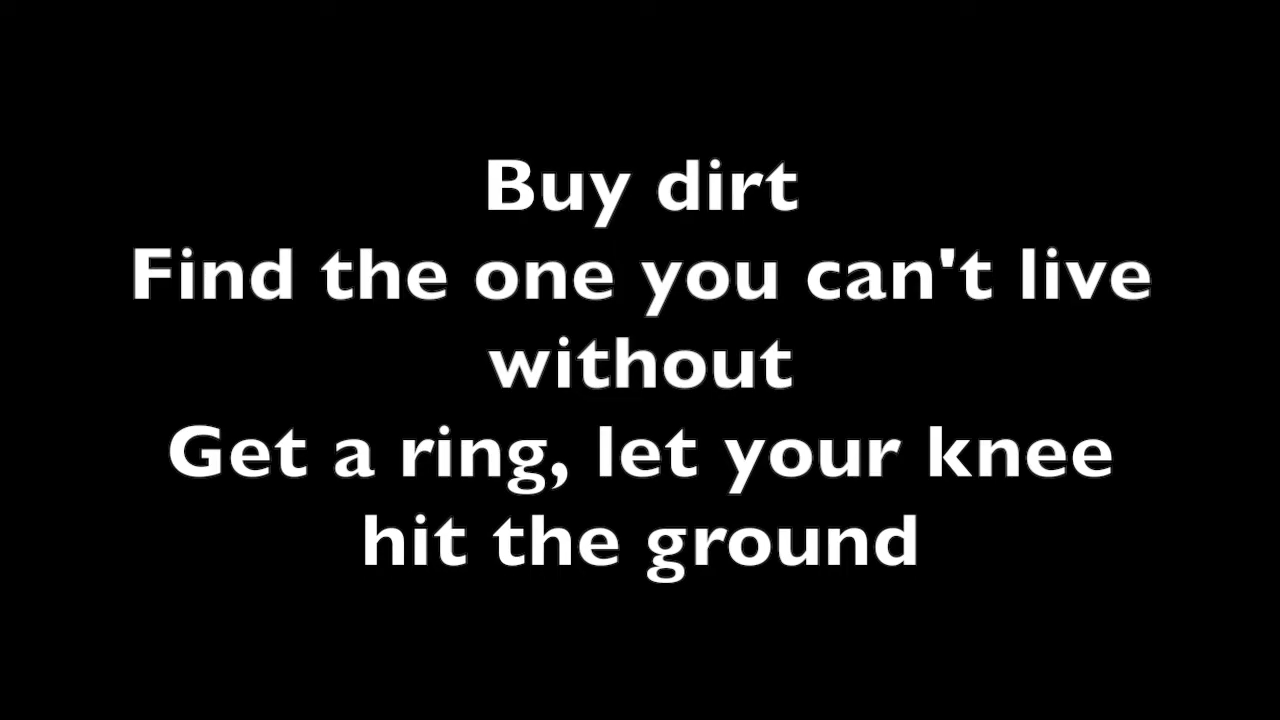 Buy dirt
Find the one you can't live
without
Get a ring, let your knee
hit the ground